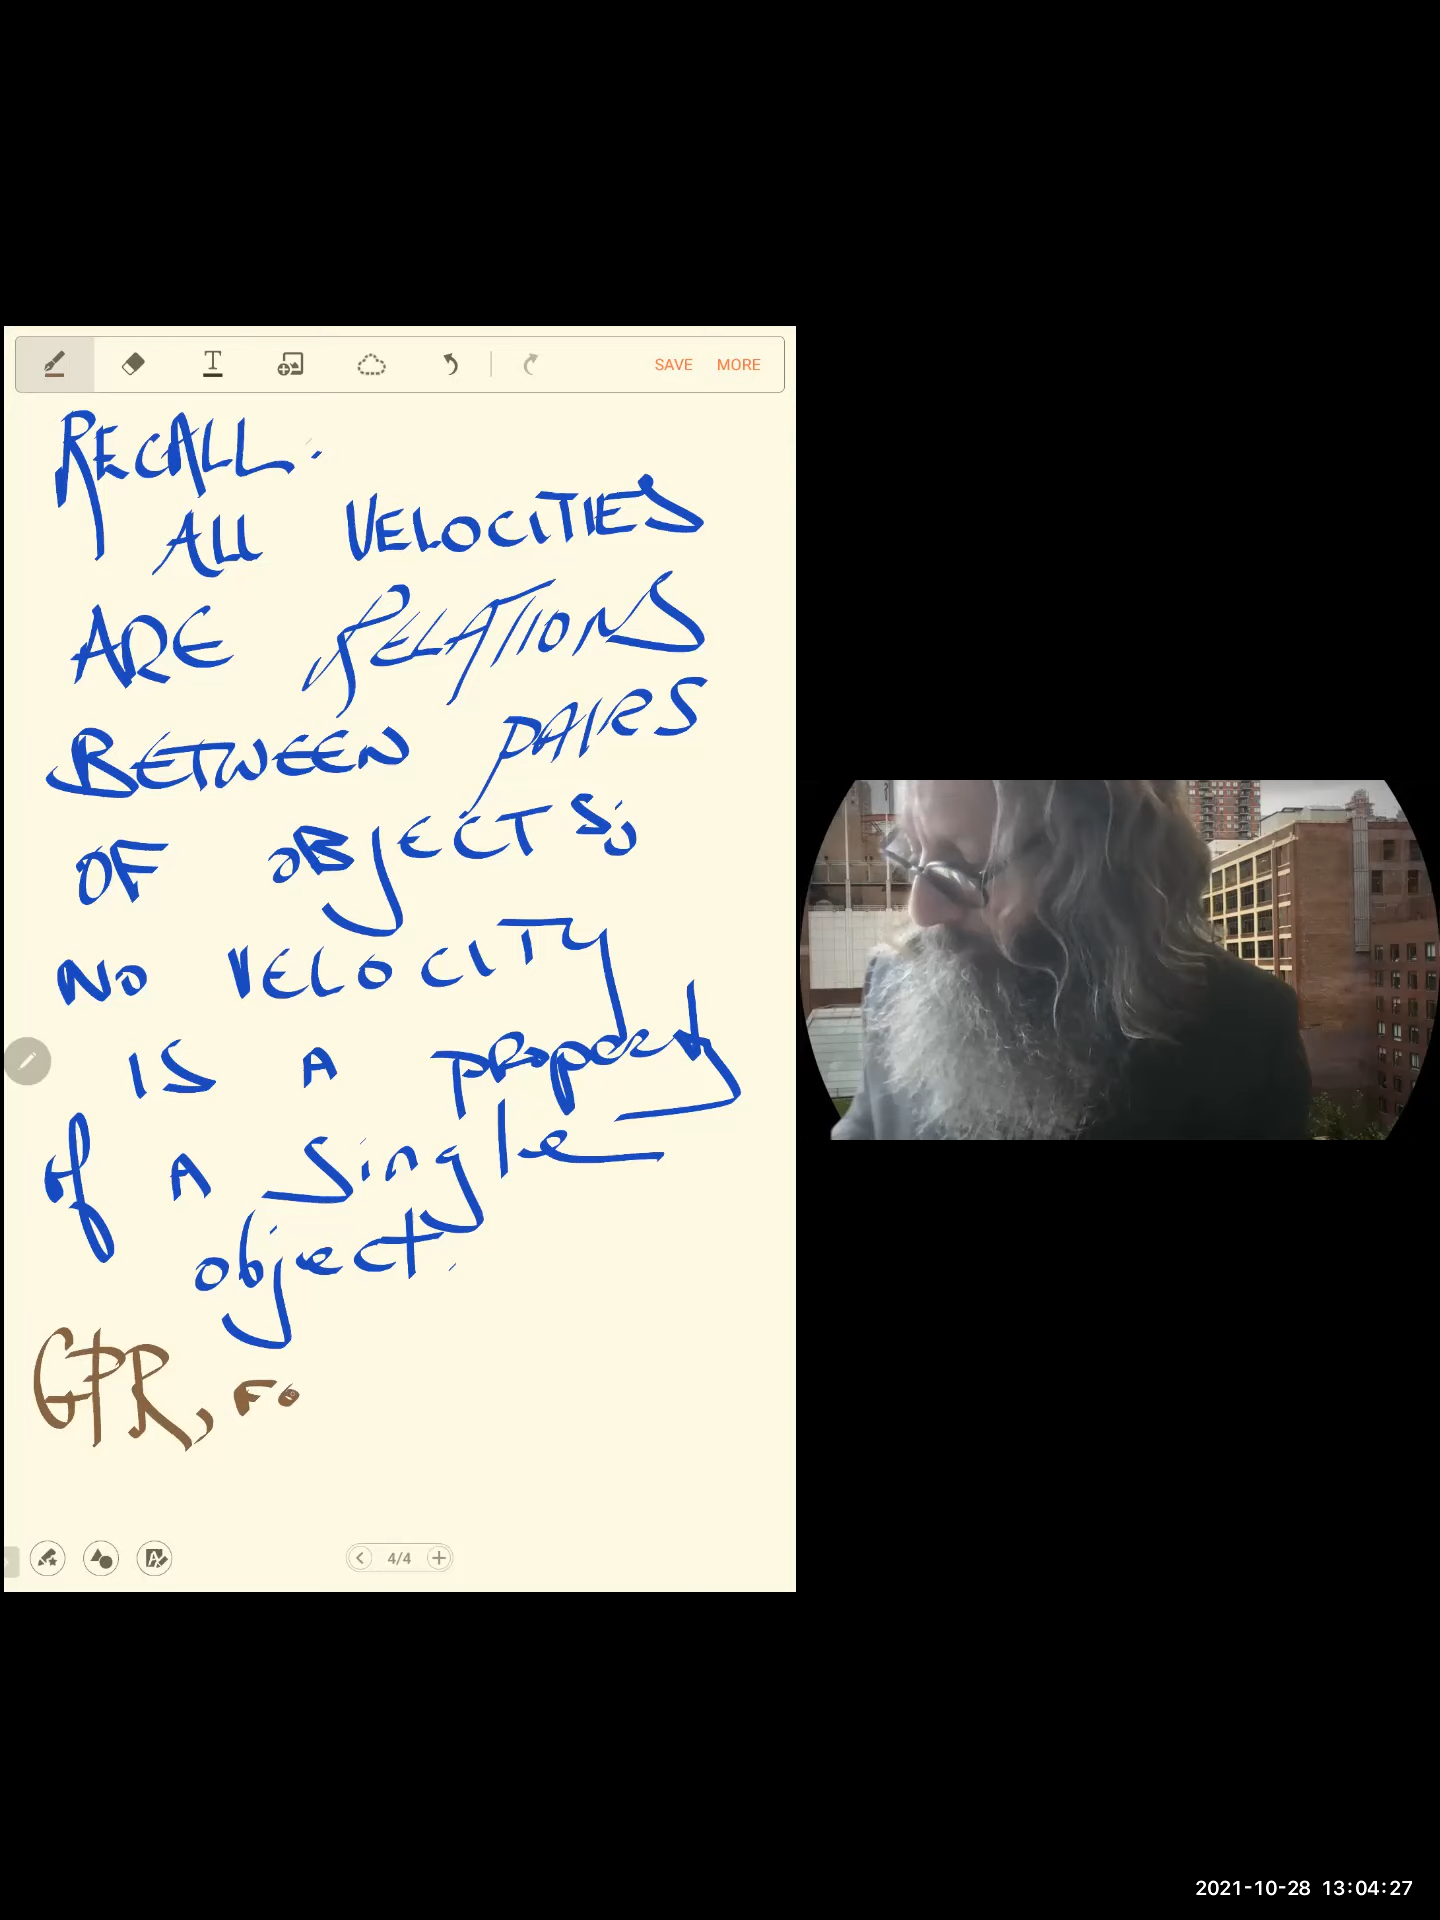 SAVE MORE
RECALL.
ALL VELOCITIES
ARE RELATIONS
BETWEEN PAIRS
OF OBJECTS;
NO VELOCITY
IS A property
of A single
object.
GPR, Fo
4/4
2021-10-28 13:04:27